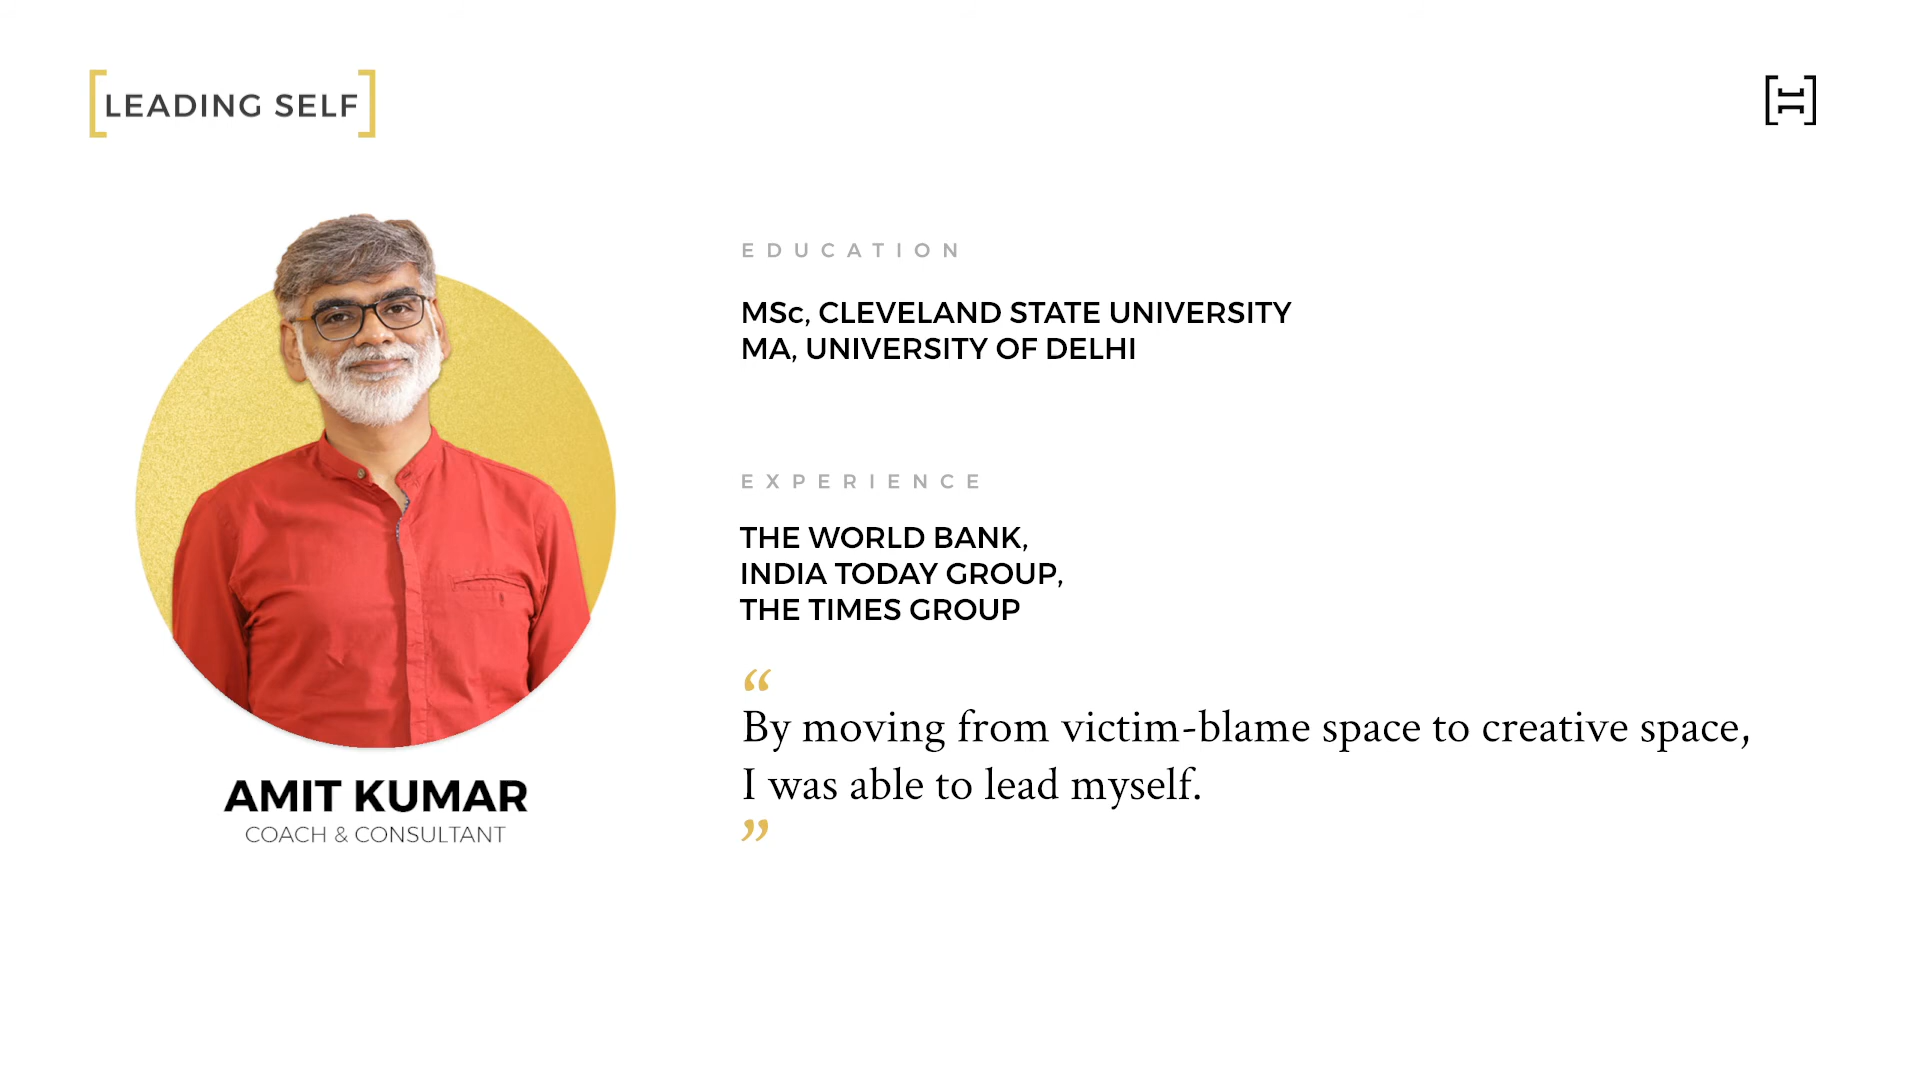 [LEADING SELF]
EDUCATION
MSc, CLEVELAND STATE UNIVERSITY
MA, UNIVERSITY OF DELHI
EXPERIENCE
THE WORLD BANK,
INDIA TODAY GROUP,
THE TIMES GROUP
“
By moving from victim-blame space to creative space,
I was able to lead myself.
”
AMIT KUMAR
COACH & CONSULTANT